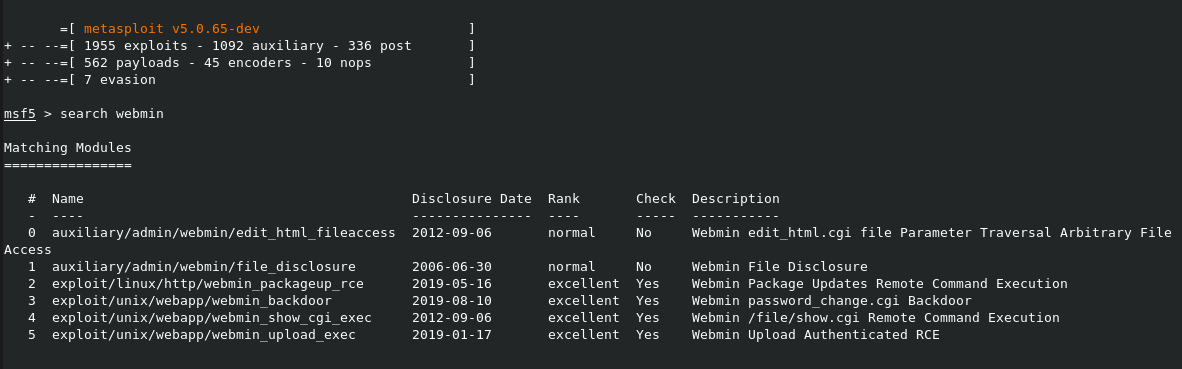 =[ metasploit v5.0.65-dev ]
+ -- --=[ 1955 exploits - 1092 auxiliary - 336 post ]
+ -- --=[ 562 payloads - 45 encoders - 10 nops ]
+ -- --=[ 7 evasion ]
msf5 > search webmin
Matching Modules
================
# Name Disclosure Date Rank Check Description
- ---- --------------- ---- ----- -----------
0 auxiliary/admin/webmin/edit_html_fileaccess 2012-09-06 normal No Webmin edit_html.cgi file Parameter Traversal Arbitrary File
Access
1 auxiliary/admin/webmin/file_disclosure 2006-06-30 normal No Webmin File Disclosure
2 exploit/linux/http/webmin_packageup_rce 2019-05-16 excellent Yes Webmin Package Updates Remote Command Execution
3 exploit/unix/webapp/webmin_backdoor 2019-08-10 excellent Yes Webmin password_change.cgi Backdoor
4 exploit/unix/webapp/webmin_show_cgi_exec 2012-09-06 excellent Yes Webmin /file/show.cgi Remote Command Execution
5 exploit/unix/webapp/webmin_upload_exec 2019-01-17 excellent Yes Webmin Upload Authenticated RCE